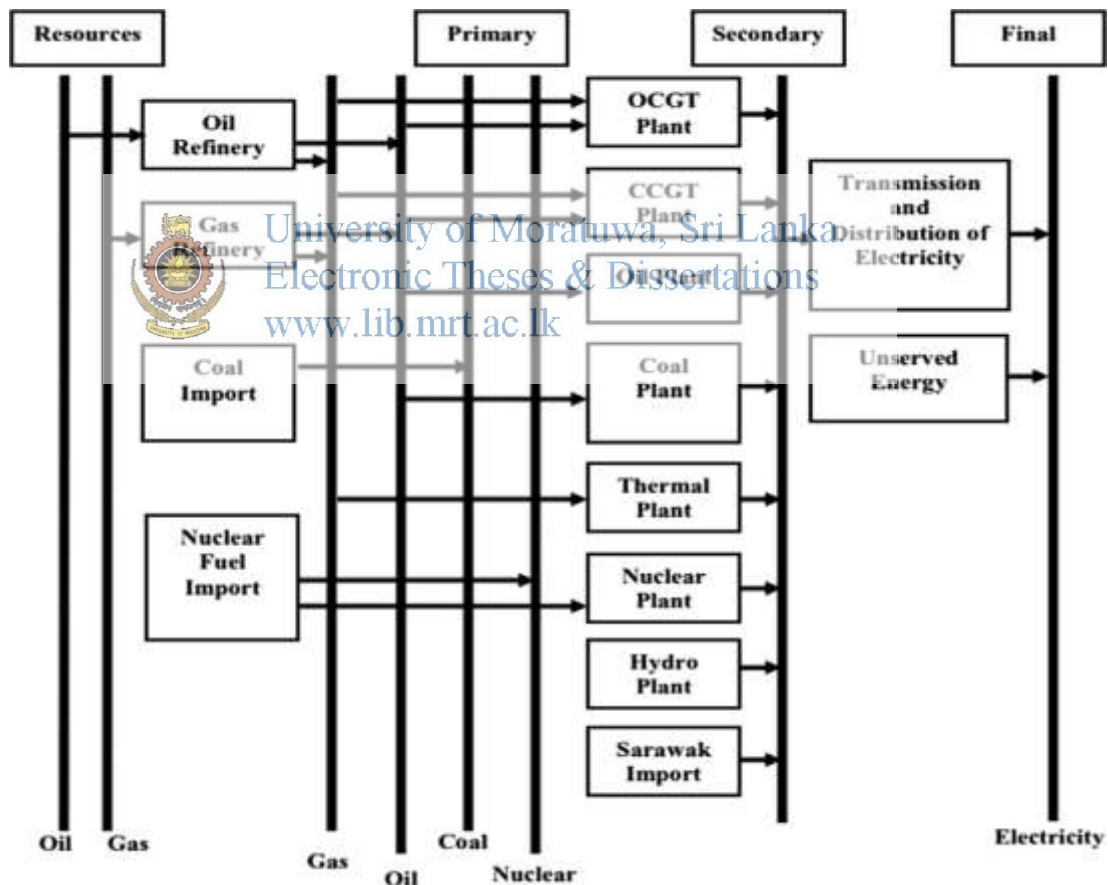 Resources
Primary
Secondary
Final
Oil
Refinery
OCGT
Plant
Gas
Refinery
CCGT
Plant
Transmission
and
Distribution of
Electricity
University of Moratuwa, Sri Lanka.
Electronic Theses & Dissertations
www.lib.mrt.ac.lk
Oil Plant
Coal
Import
Coal
Plant
Unserved
Energy
Thermal
Plant
Nuclear
Fuel
Import
Nuclear
Plant
Hydro
Plant
Sarawak
Import
Oil
Gas
Gas
Oil
Coal
Nuclear
Electricity